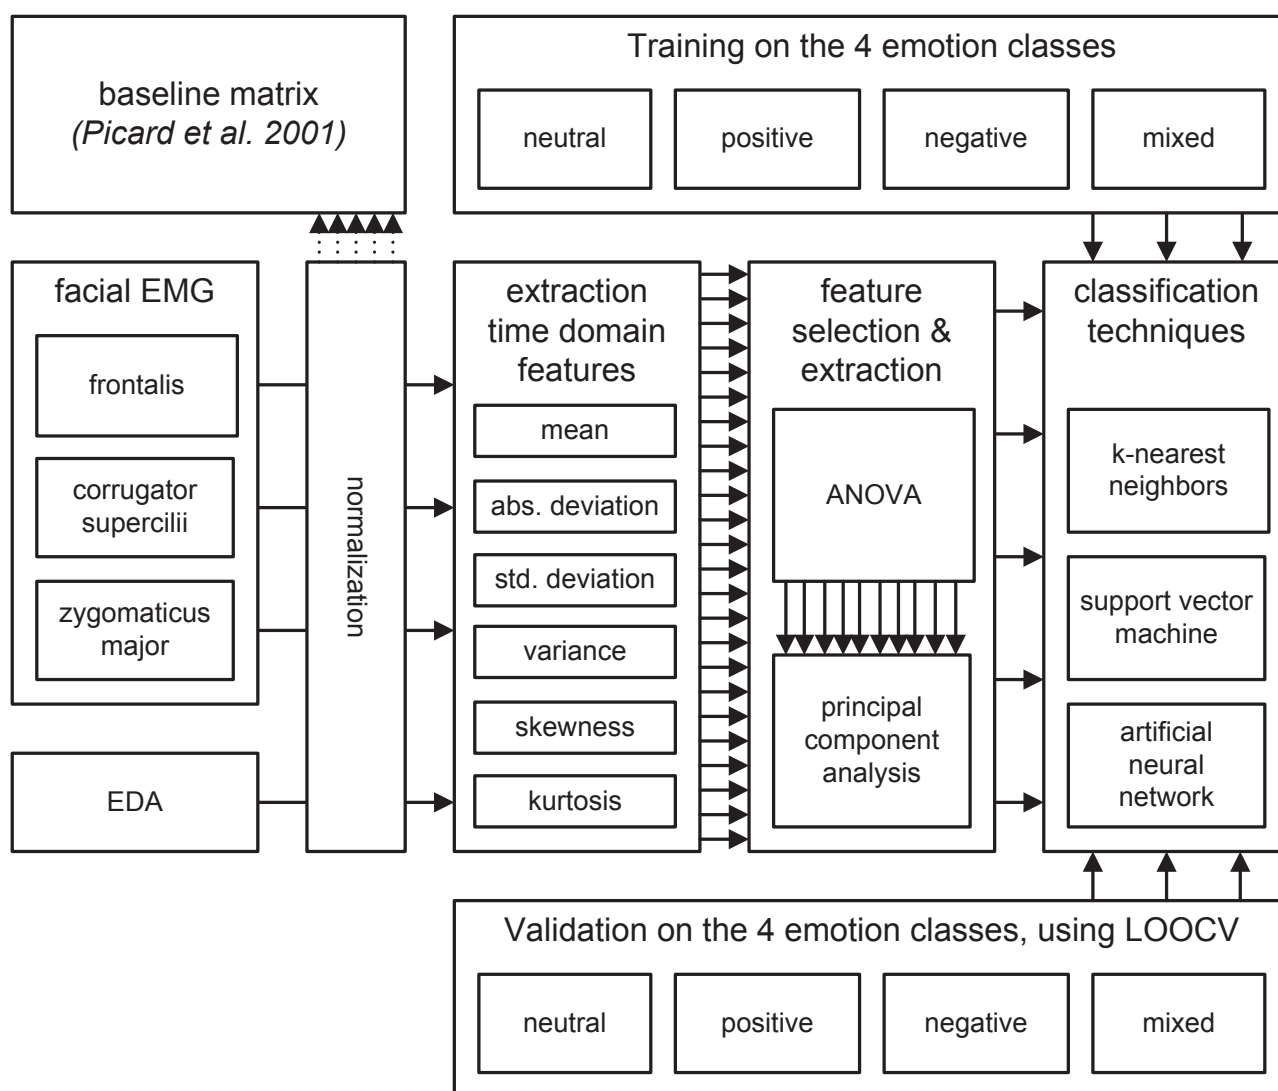 baseline matrix
(Picard et al. 2001)
Training on the 4 emotion classes
neutral
positive
negative
mixed
facial EMG
frontalis
corrugator
supercilii
zygomaticus
major
EDA
normalization
extraction
time domain
features
mean
abs. deviation
std. deviation
variance
skewness
kurtosis
feature
selection &
extraction
ANOVA
principal
component
analysis
classification
techniques
k-nearest
neighbors
support vector
machine
artificial
neural
network
Validation on the 4 emotion classes, using LOOCV
neutral
positive
negative
mixed